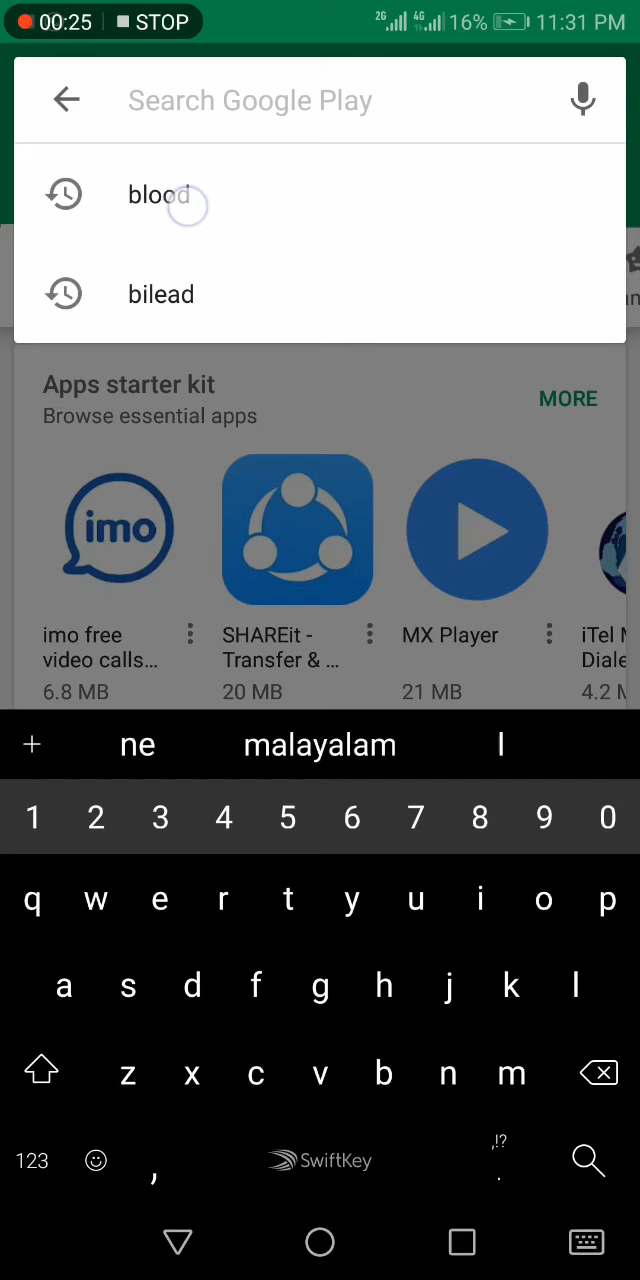 00:25 STOP 2G 4G 16% 11:31 PM
Search Google Play
blood
bilead
Apps starter kit
MORE
Browse essential apps
imo
imo free
video calls...
6.8 MB
SHAREit -
Transfer & ...
20 MB
MX Player
21 MB
iTel
Diale
4.2
ne malayalam l
1 2 3 4 5 6 7 8 9 0
q w e r t y u i o p
a s d f g h j k l
z x c v b n m
123 , SwiftKey ,!? .